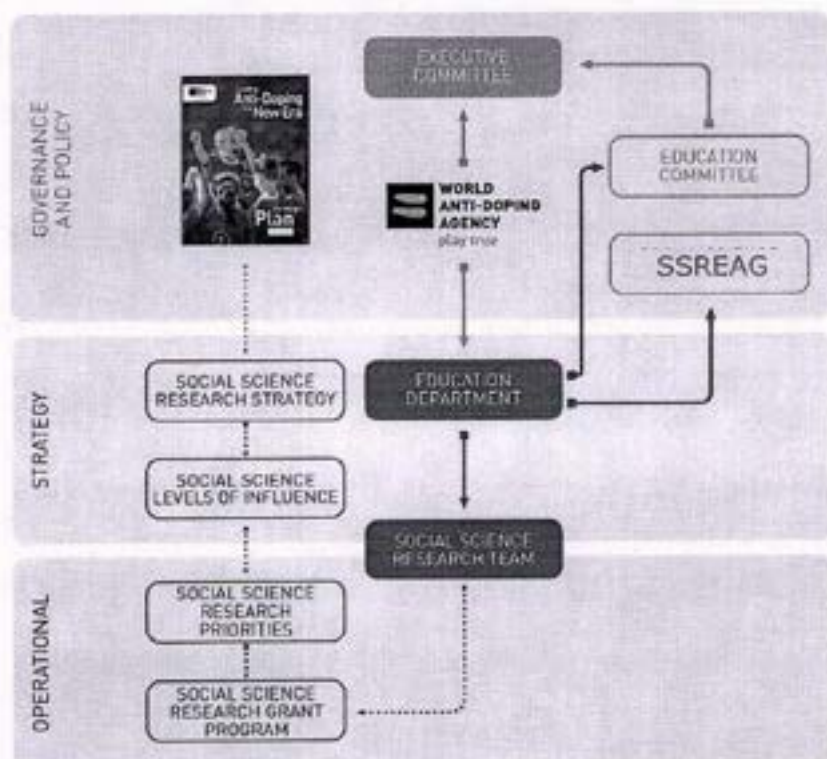 GOVERNANCE
AND POLICY
Anti-Doping
New Era
Plan
EXECUTIVE
COMMITTEE
WORLD
ANTI-DOPING
AGENCY
play true
EDUCATION
COMMITTEE
SSREAG
STRATEGY
SOCIAL SCIENCE
RESEARCH STRATEGY
EDUCATION
DEPARTMENT
SOCIAL SCIENCE
LEVELS OF INFLUENCE
SOCIAL SCIENCE
RESEARCH TEAM
OPERATIONAL
SOCIAL SCIENCE
RESEARCH
PRIORITIES
SOCIAL SCIENCE
RESEARCH GRANT
PROGRAM